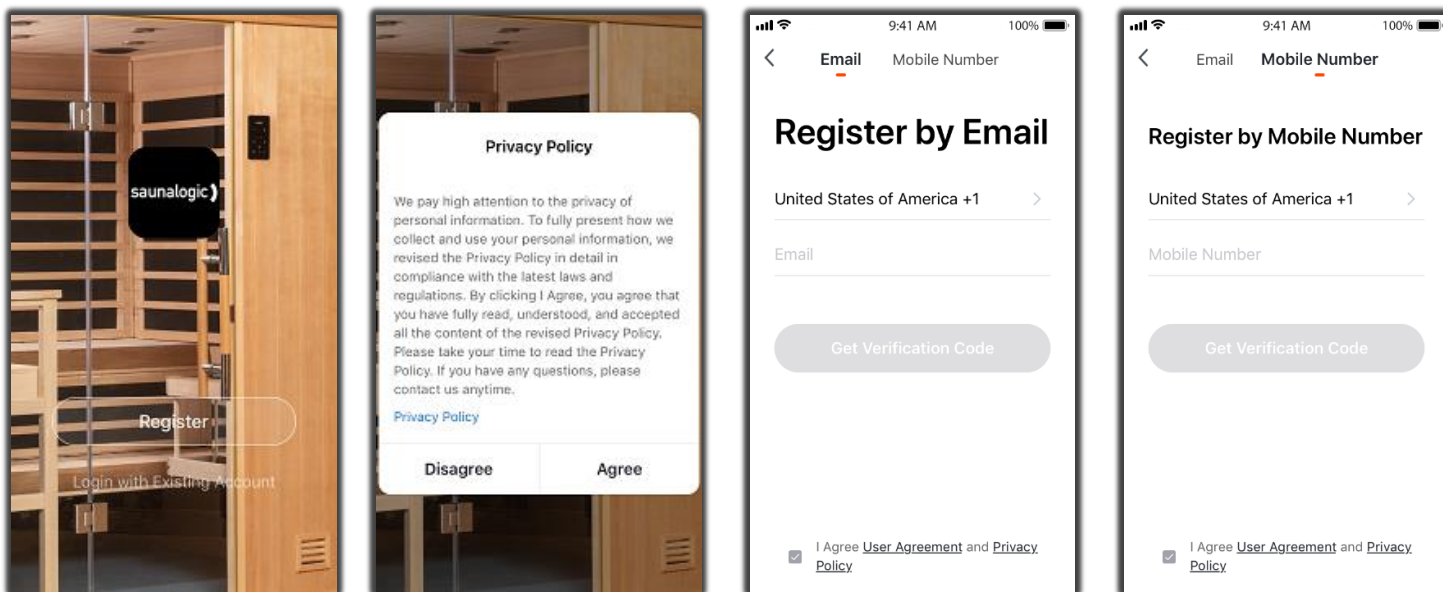 saunalogic
Register
Login with Existing Account
Privacy Policy
We pay high attention to the privacy of
personal information. To fully present how we
collect and use your personal information, we
revised the Privacy Policy in detail in
compliance with the latest laws and
regulations. By clicking I Agree, you agree that
you have fully read, understood, and accepted
all the content of the revised Privacy Policy.
Please take your time to read the Privacy
Policy. If you have any questions, please
contact us anytime.
Privacy Policy
Disagree Agree
9:41 AM 100%
Email Mobile Number
Register by Email
United States of America +1
Email
Get Verification Code
I Agree User Agreement and Privacy
Policy
9:41 AM 100%
Email Mobile Number
Register by Mobile Number
United States of America +1
Mobile Number
Get Verification Code
I Agree User Agreement and Privacy
Policy